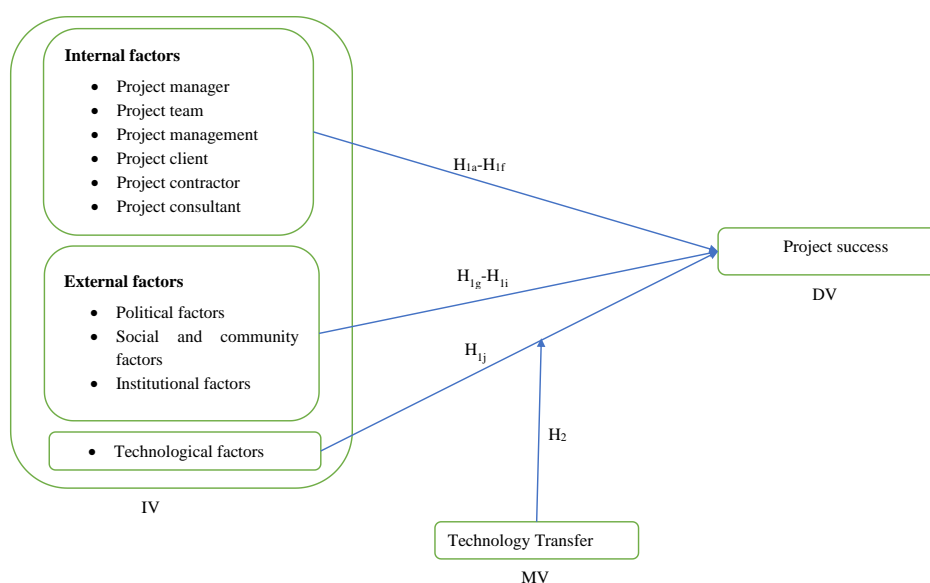 Internal factors
• Project manager
• Project team
• Project management
• Project client
• Project contractor
• Project consultant
H1a-H1f
Project success
DV
External factors
• Political factors
• Social and community
factors
• Institutional factors
H1g-H1i
H1j
• Technological factors
H2
IV
Technology Transfer
MV